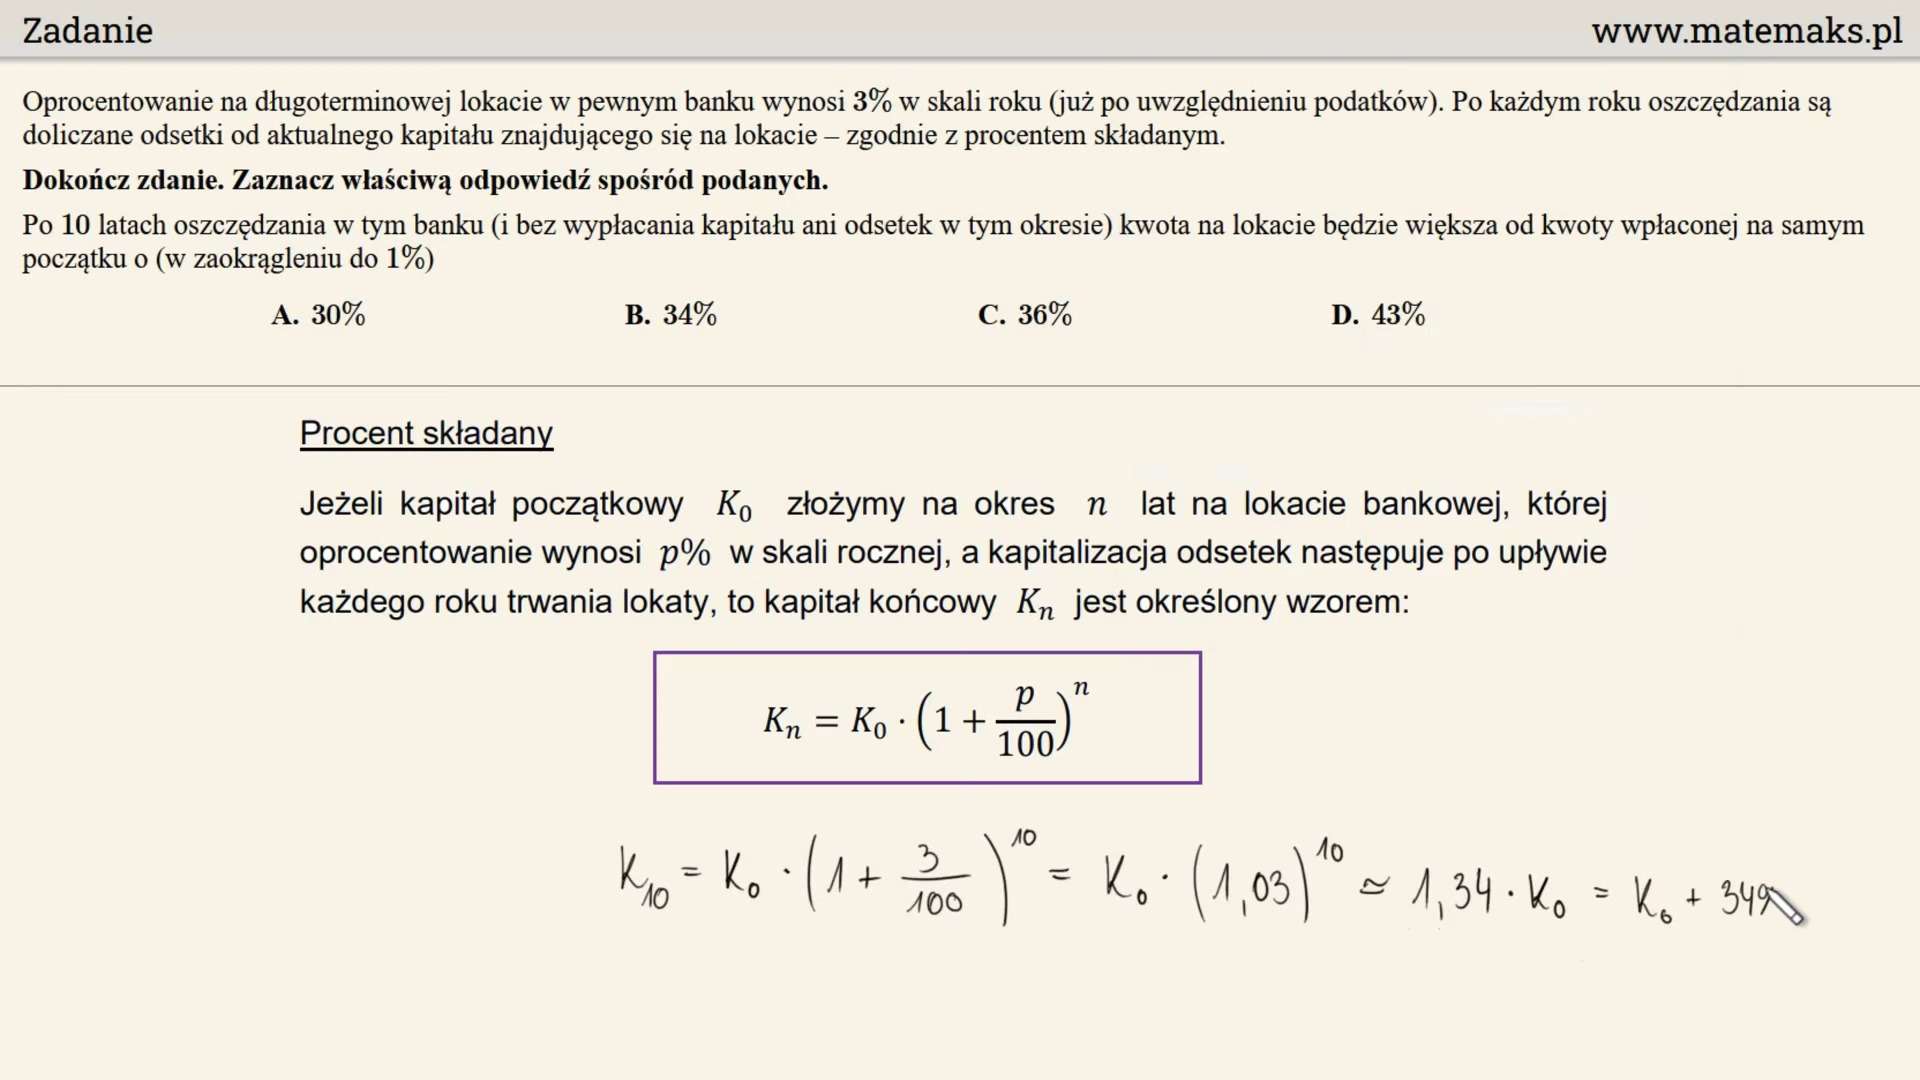 Zadanie www.matemaks.pl
Oprocentowanie na długoterminowej lokacie w pewnym banku wynosi 3% w skali roku (już po uwzględnieniu podatków). Po każdym roku oszczędzania są
doliczane odsetki od aktualnego kapitału znajdującego się na lokacie – zgodnie z procentem składanym.
Dokończ zdanie. Zaznacz właściwą odpowiedź spośród podanych.
Po 10 latach oszczędzania w tym banku (i bez wypłacania kapitału ani odsetek w tym okresie) kwota na lokacie będzie większa od kwoty wpłaconej na samym
początku o (w zaokrągleniu do 1%)
A. 30% B. 34% C. 36% D. 43%
Procent składany
Jeżeli kapitał początkowy K₀ złożymy na okres n lat na lokacie bankowej, której
oprocentowanie wynosi p% w skali rocznej, a kapitalizacja odsetek następuje po upływie
każdego roku trwania lokaty, to kapitał końcowy Kₙ jest określony wzorem:
Kₙ = K₀ · (1 + p/100)ⁿ
K₁₀ = K₀ · (1 + 3/100)¹⁰ = K₀ · (1,03)¹⁰ ≃ 1,34 · K₀ = K₀ + 34%